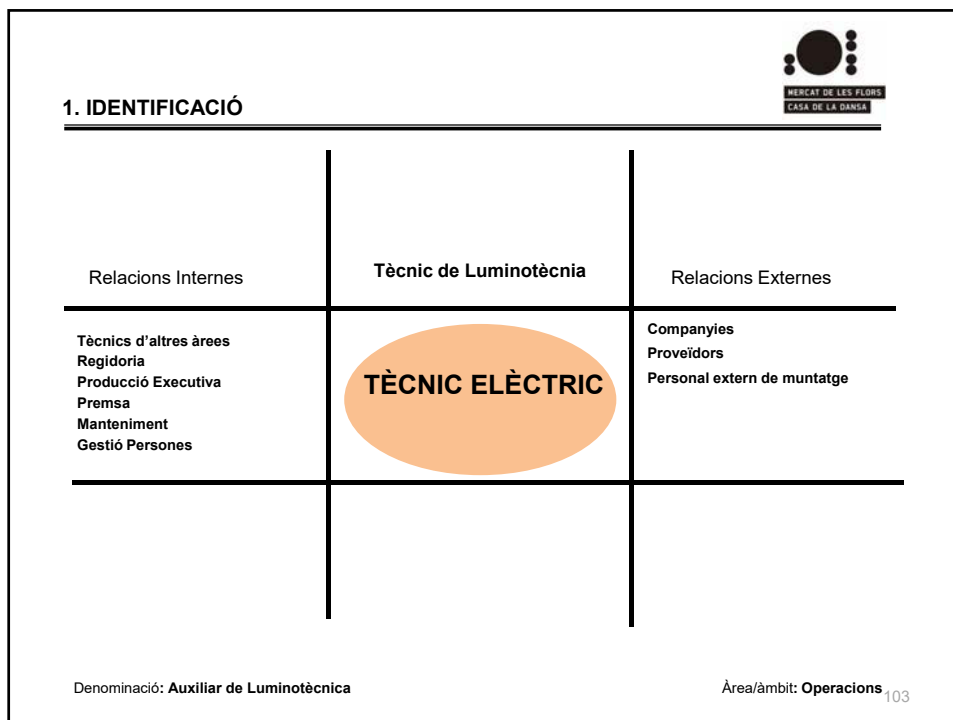 MERCAT DE LES FLORS
CASA DE LA DANSA
1. IDENTIFICACIÓ
Relacions Internes
Tècnic de Luminotècnia
Relacions Externes
Tècnics d’altres àrees
Regidoria
Producció Executiva
Premsa
Manteniment
Gestió Persones
TÈCNIC ELÈCTRIC
Companyies
Proveïdors
Personal extern de muntatge
Denominació: Auxiliar de Luminotècnica
Àrea/àmbit: Operacions
103